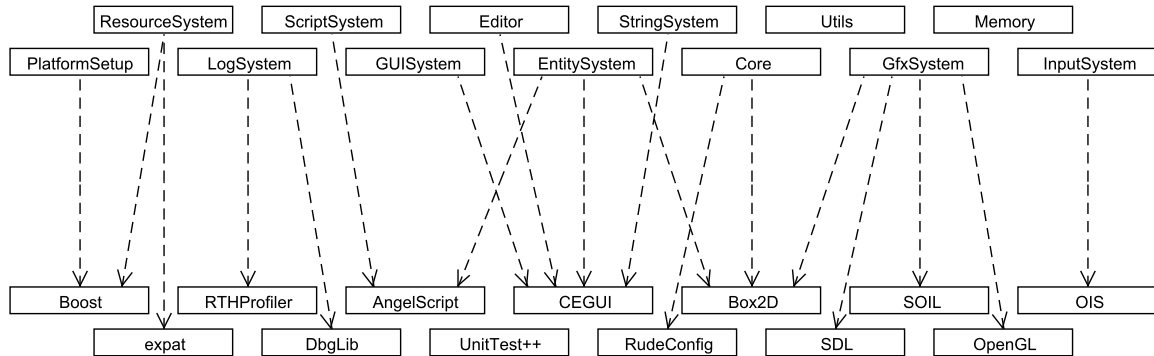 ResourceSystem ScriptSystem Editor StringSystem Utils Memory
PlatformSetup LogSystem GUISystem EntitySystem Core GfxSystem InputSystem
Boost RTHProfiler AngelScript CEGUI Box2D SOIL OIS
expat DbgLib UnitTest++ RudeConfig SDL OpenGL